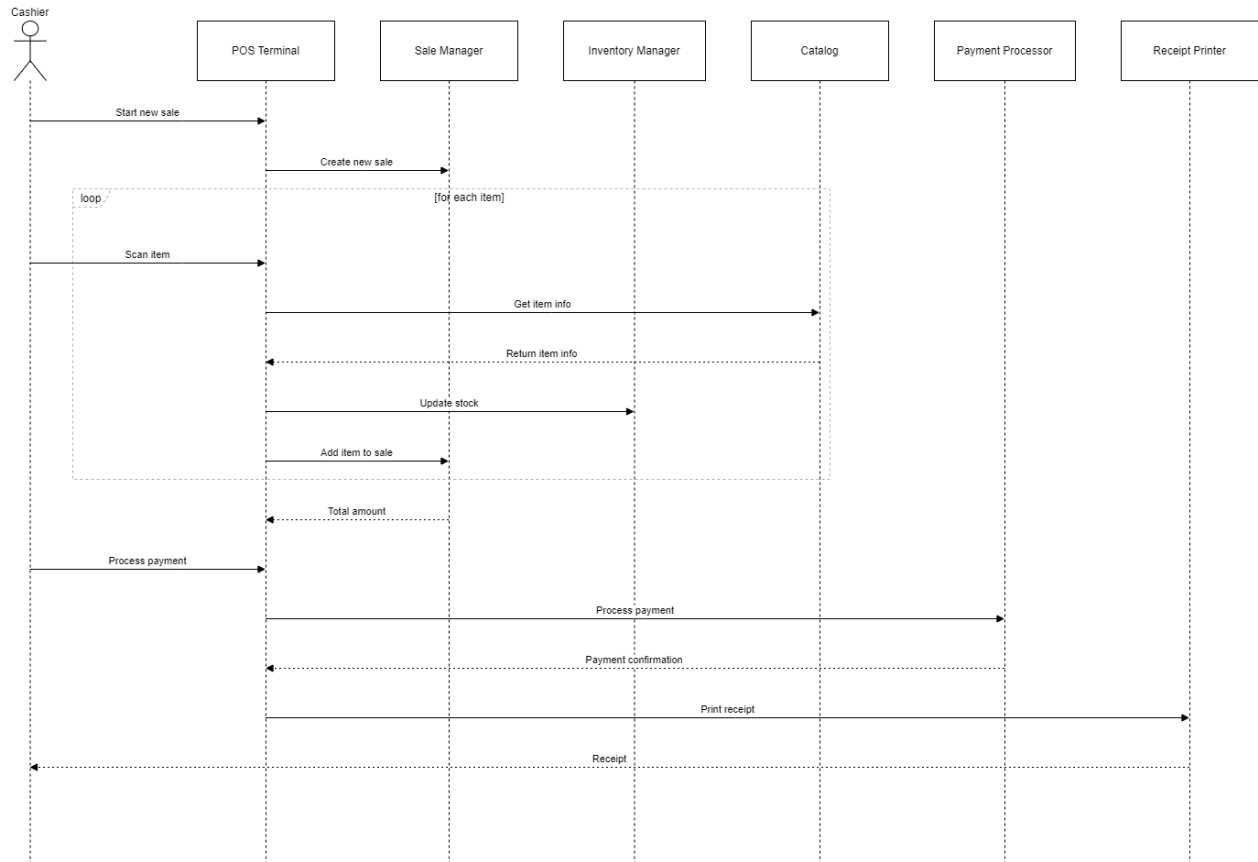 Cashier
POS Terminal
Sale Manager
Inventory Manager
Catalog
Payment Processor
Receipt Printer
Start new sale
Create new sale
loop
[for each item]
Scan item
Get item info
Return item info
Update stock
Add item to sale
Total amount
Process payment
Process payment
Payment confirmation
Print receipt
Receipt